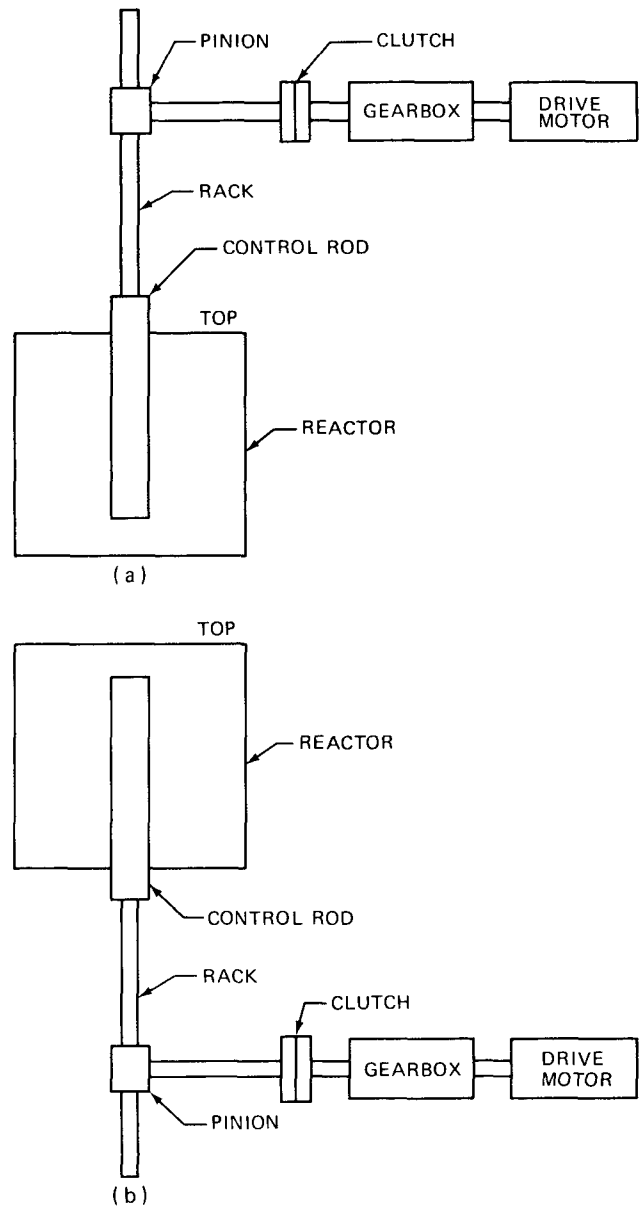 PINION
CLUTCH
GEARBOX
DRIVE
MOTOR
RACK
CONTROL ROD
TOP
REACTOR
(a)
TOP
REACTOR
CONTROL ROD
RACK
CLUTCH
GEARBOX
DRIVE
MOTOR
PINION
(b)